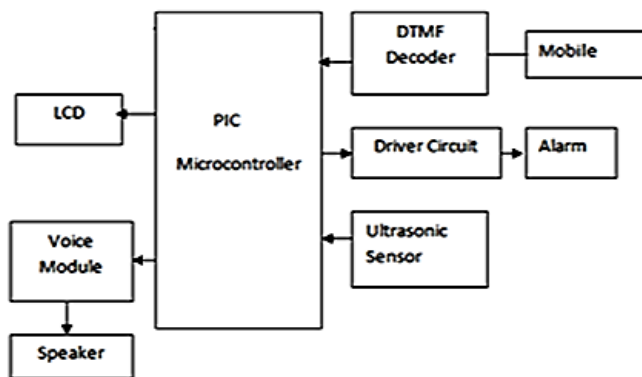 DTMF
Decoder
Mobile
LCD
PIC
Microcontroller
Driver Circuit
Alarm
Voice
Module
Ultrasonic
Sensor
Speaker